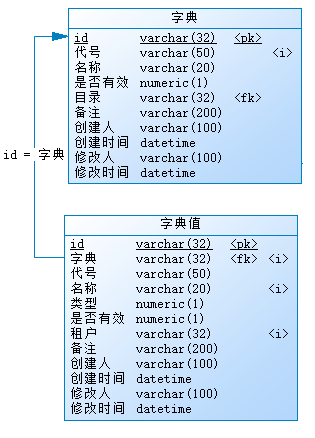 字典
id varchar(32) <pk>
代号 varchar(50) <i>
名称 varchar(20)
是否有效 numeric(1)
目录 varchar(32) <fk>
备注 varchar(200)
创建人 varchar(100)
创建时间 datetime
修改人 varchar(100)
修改时间 datetime
id = 字典
字典值
id varchar(32) <pk>
字典 varchar(32) <fk> <i>
代号 varchar(50)
名称 varchar(20) <i>
类型 numeric(1)
是否有效 numeric(1)
租户 varchar(32) <i>
备注 varchar(200)
创建人 varchar(100)
创建时间 datetime
修改人 varchar(100)
修改时间 datetime